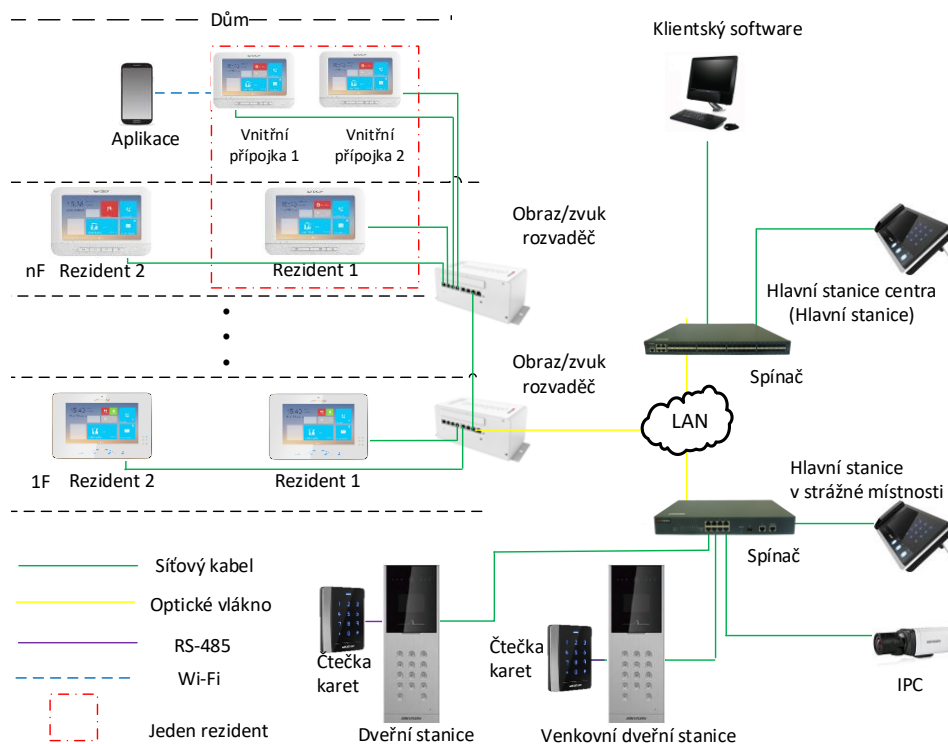 Dům
Klientský software
Aplikace
Vnitřní
přípojka 1
Vnitřní
přípojka 2
Obraz/zvuk
rozvaděč
nF
Rezident 2
Rezident 1
Hlavní stanice centra
(Hlavní stanice)
Obraz/zvuk
rozvaděč
Spínač
LAN
1F
Rezident 2
Rezident 1
Hlavní stanice
v strážné místnosti
Spínač
Síťový kabel
Optické vlákno
RS-485
Wi-Fi
Jeden rezident
Čtečka
karet
Dveřní stanice
Čtečka
karet
Venkovní dveřní stanice
IPC